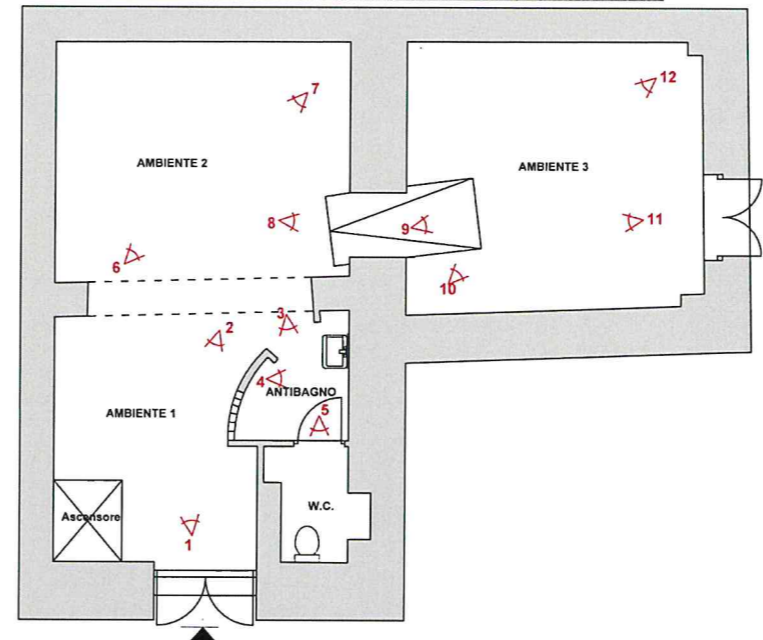 12
7
AMBIENTE 2
AMBIENTE 3
8
9
11
6
10
3
2
4
ANTIBAGNO
5
AMBIENTE 1
W.C.
Ascensore
1